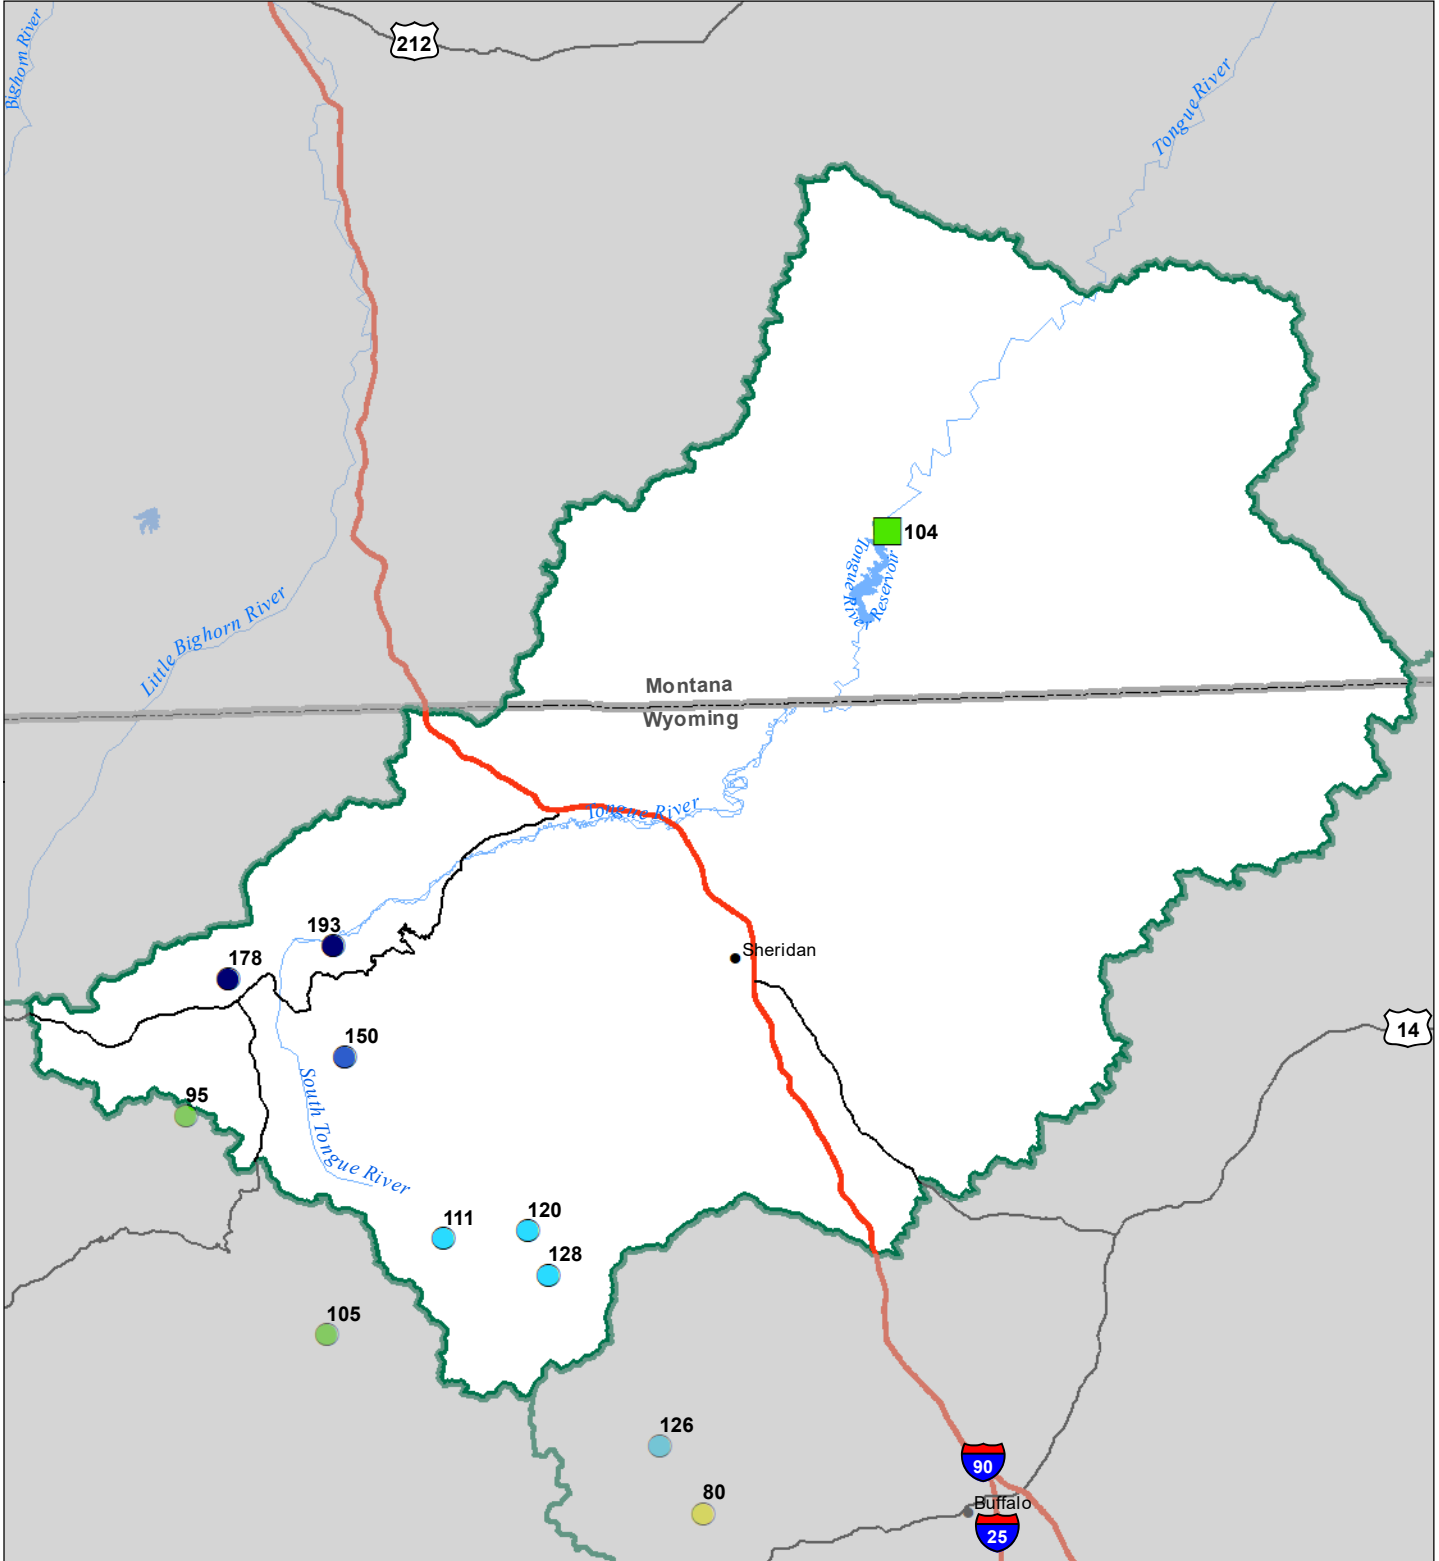 Bighorn River
212
Tongue River
104
Tongue River
Reservoir
Little Bighorn River
Montana
Wyoming
Tongue River
193
Sheridan
178
14
150
95
South Tongue River
111
120
128
105
126
90
80
Buffalo
25